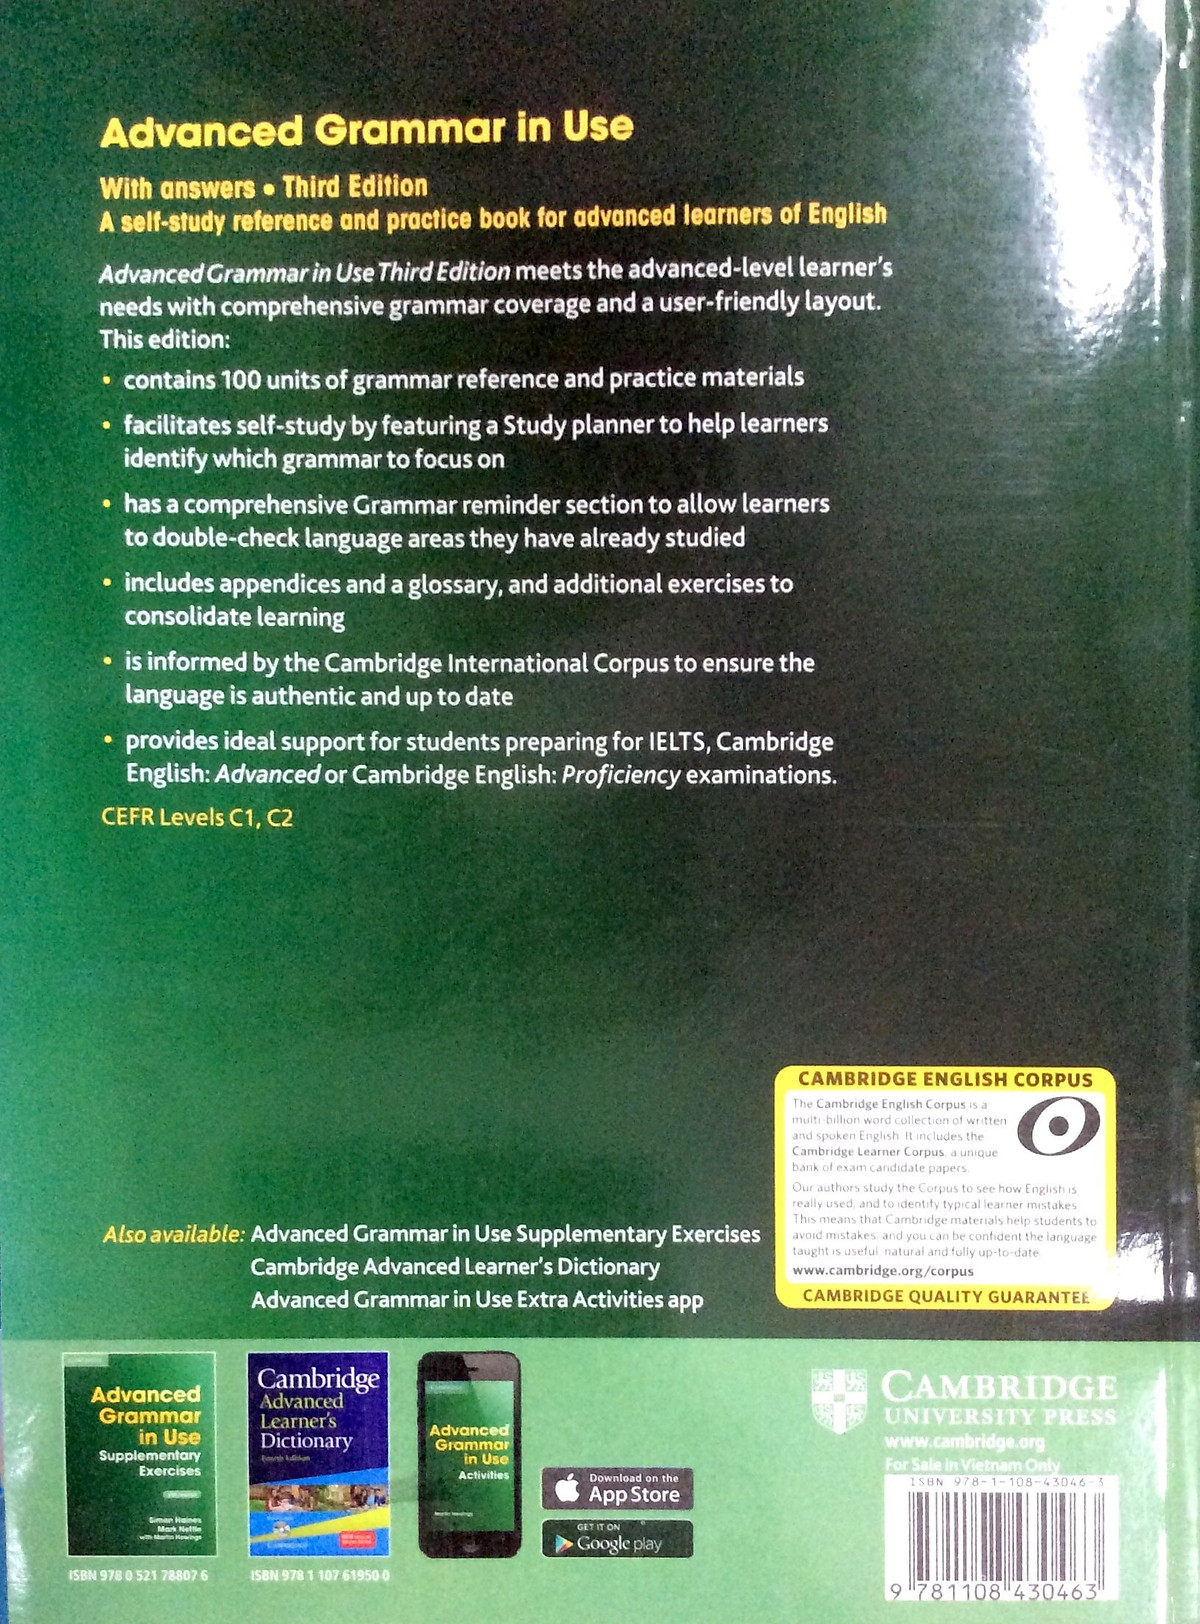 Advanced Grammar in Use
With answers • Third Edition
A self-study reference and practice book for advanced learners of English
Advanced Grammar in Use Third Edition meets the advanced-level learner's
needs with comprehensive grammar coverage and a user-friendly layout.
This edition:
• contains 100 units of grammar reference and practice materials
• facilitates self-study by featuring a Study planner to help learners
identify which grammar to focus on
• has a comprehensive Grammar reminder section to allow learners
to double-check language areas they have already studied
• includes appendices and a glossary, and additional exercises to
consolidate learning
• is informed by the Cambridge International Corpus to ensure the
language is authentic and up to date
• provides ideal support for students preparing for IELTS, Cambridge
English: Advanced or Cambridge English: Proficiency examinations.
CEFR Levels C1, C2
CAMBRIDGE ENGLISH CORPUS
The Cambridge English Corpus is a
multi-billion word collection of written
and spoken English. It includes the
Cambridge Learner Corpus, a unique
bank of exam candidate papers.
Our authors study the Corpus to see how English is
really used, and to identify typical learner mistakes.
This means that Cambridge materials help students to
avoid mistakes, and you can be confident the language
taught is useful, natural and fully up-to-date.
www.cambridge.org/corpus
CAMBRIDGE QUALITY GUARANTEE
Also available: Advanced Grammar in Use Supplementary Exercises
Cambridge Advanced Learner's Dictionary
Advanced Grammar in Use Extra Activities app
Advanced
Grammar
in Use
Supplementary
Exercises
Simon Haines
Mark Nettle
with Martin Hewings
ISBN 978 0 521 78807 6
Cambridge
Advanced
Learner's
Dictionary
Fourth Edition
ISBN 978 1 107 61950 0
Advanced
Grammar
in Use
Activities
Martin Hewings
Download on the
App Store
GET IT ON
Google play
CAMBRIDGE
UNIVERSITY PRESS
www.cambridge.org
For Sale in Vietnam Only
ISBN 978-1-108-43046-3
9 781108 430463